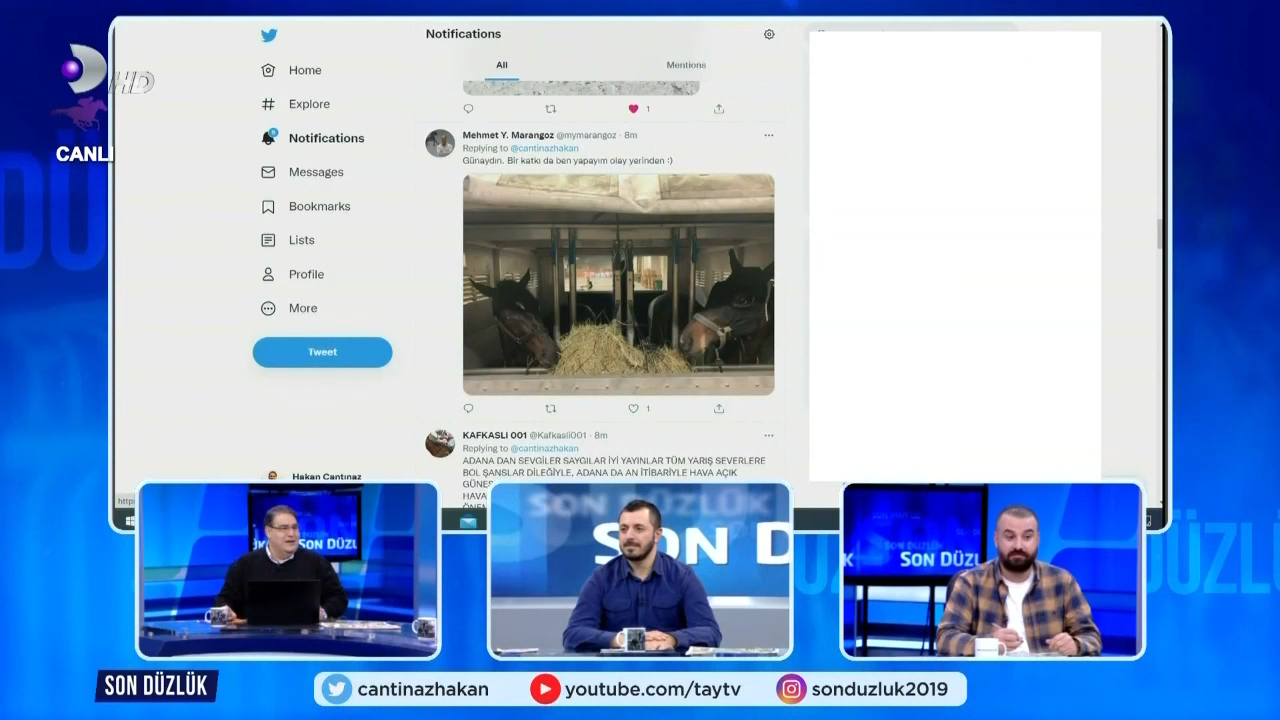 Notifications
All
Mentions
Home
Explore
Notifications
Messages
Bookmarks
Lists
Profile
More
Tweet
Hakan Cantınaz
1
Mehmet Y. Marangoz @mymarangoz · 8m
Replying to @cantinazhakan
Günaydın. Bir katkı da ben yapayım olay yerinden :)
1
KAFKASLI 001 @Kafkasli001 · 8m
Replying to @cantinazhakan
ADANA DAN SEVGİLER SAYGILAR İYİ YAYINLAR TÜM YARIŞ SEVERLERE
BOL ŞANSLAR DİLEĞİYLE, ADANA DA AN İTİBARİYLE HAVA AÇIK
HAVA
HD
CANLI
SON DÜZLÜK
SON D
SON DÜZL
SON DÜZLÜK
cantinazhakan
youtube.com/taytv
sonduzluk2019